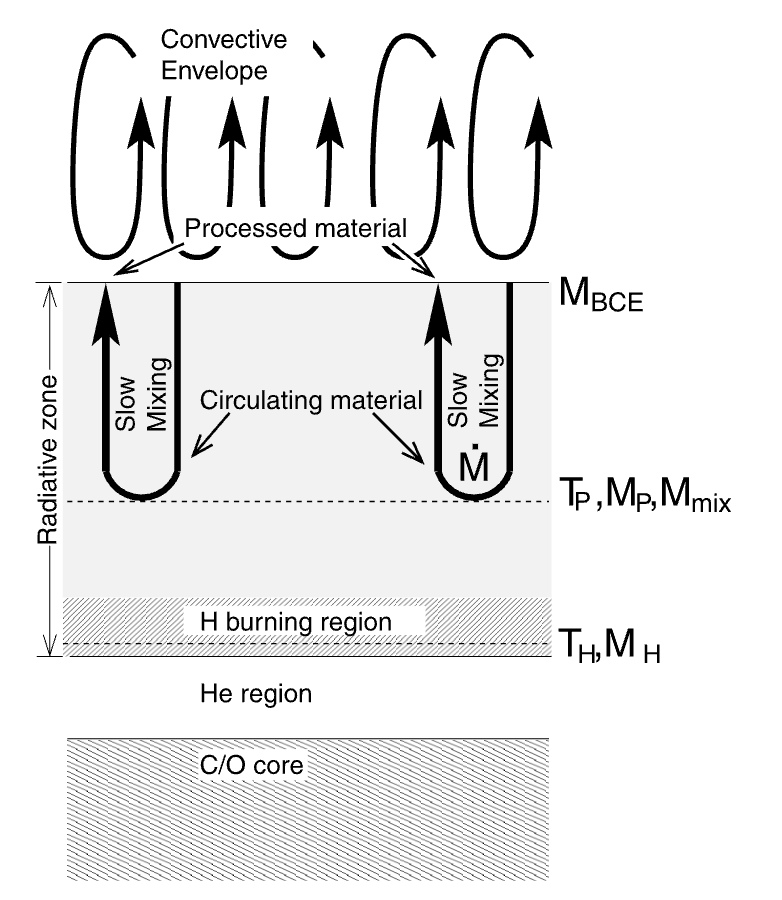 Convective
Envelope
Processed material
M_BCE
Radiative zone
Slow
Mixing
Circulating material
Slow
Mixing
Ṁ
T_P, M_P, M_mix
H burning region
T_H, M_H
He region
C/O core